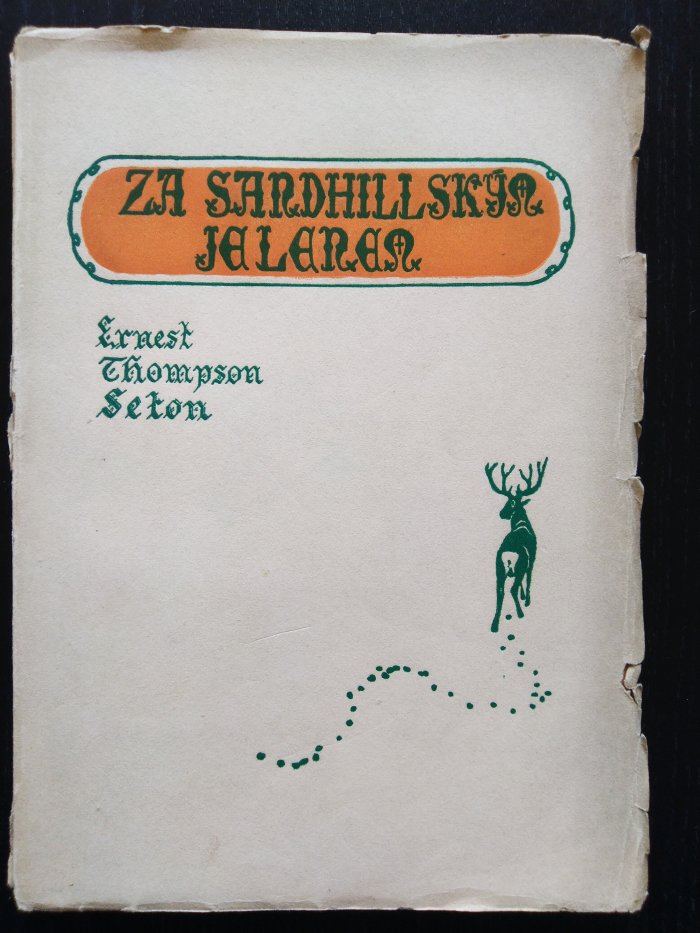 ZA SANDHILLSKÝM
JELENEM
Ernest
Thompson
Seton